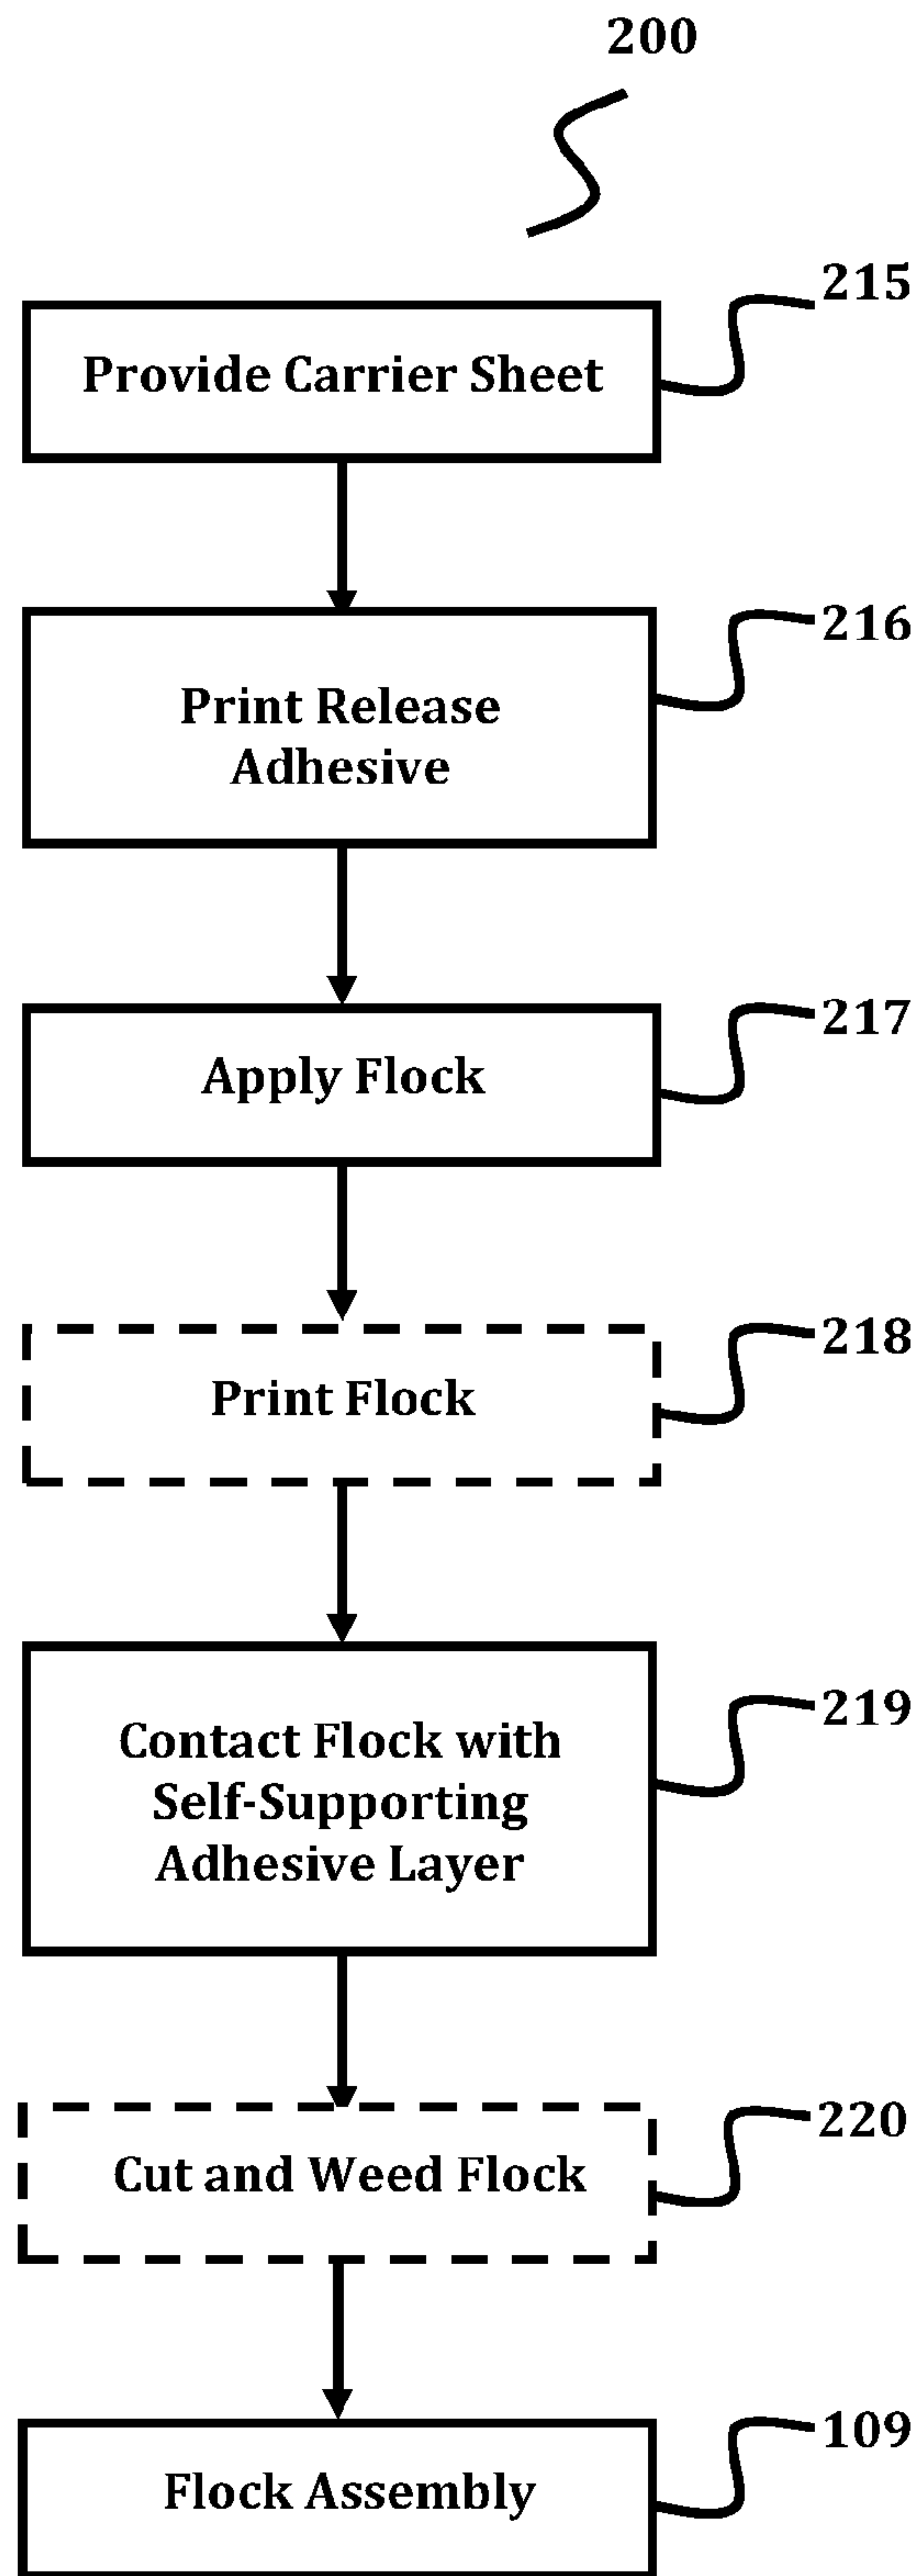 200
215
Provide Carrier Sheet
216
Print Release
Adhesive
217
Apply Flock
218
Print Flock
219
Contact Flock with
Self-Supporting
Adhesive Layer
220
Cut and Weed Flock
109
Flock Assembly